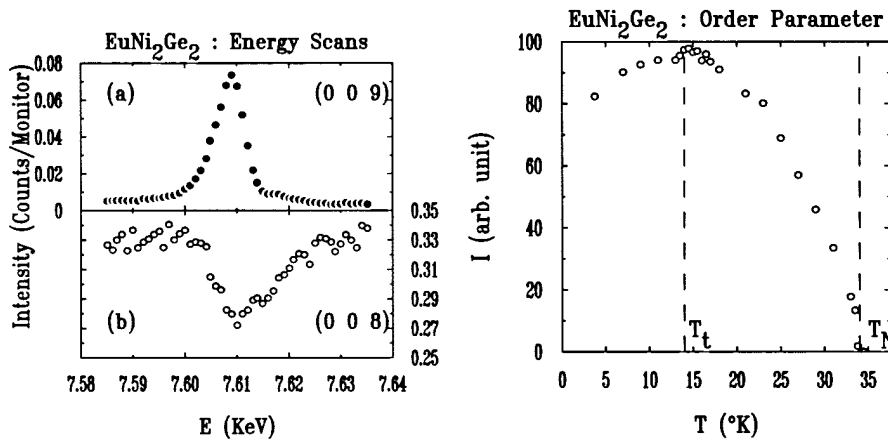 EuNi2Ge2 : Energy Scans
Intensity (Counts/Monitor)
0.08
0.06
0.04
0.02
0
(a)
(0 0 9)
0.35
0.33
0.31
0.29
0.27
0.25
(b)
(0 0 8)
7.58 7.59 7.60 7.61 7.62 7.63 7.64
E (KeV)
EuNi2Ge2 : Order Parameter
I (arb. unit)
100
80
60
40
20
0
Tt
TN
0 5 10 15 20 25 30 35
T (°K)